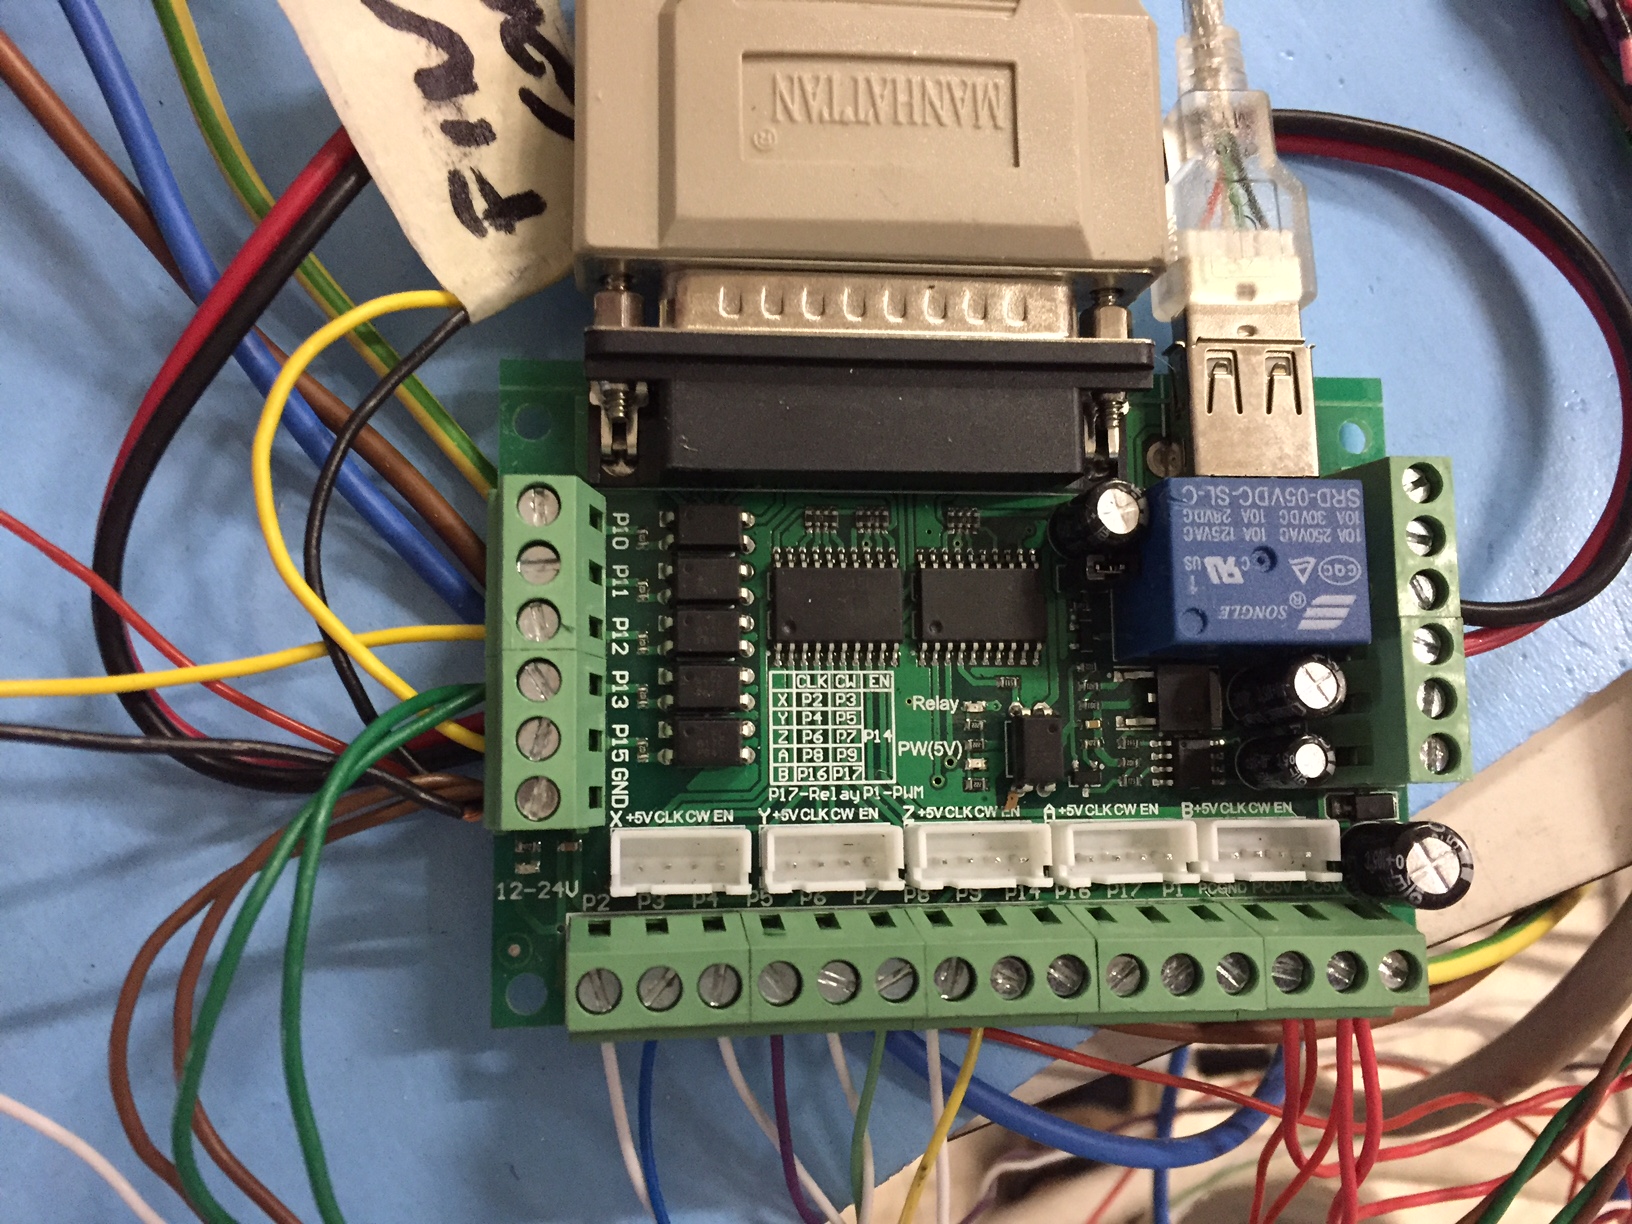 FIN
12-24V
GND P15 P13 P12 P11 P10
P2
P3
P4
P5
P6
P7
P8
P9
P14
P16
P17
P1
X +5V CLK CW EN
Y +5V CLK CW EN
Z +5V CLK CW EN
A +5V CLK CW EN
B +5V CLK CW EN
P17-Relay P1-PWM
CLK CW EN
X P2 P3
Y P4 P5
Z P6 P7
A P8 P9
B P16 P17
P14
PW(5V)
Relay
MANHATTAN
®
SONGLE
®
c us
CQC
10A 250VAC 10A 125VAC
10A 30VDC 10A 28VDC
SRD-05VDC-SL-C